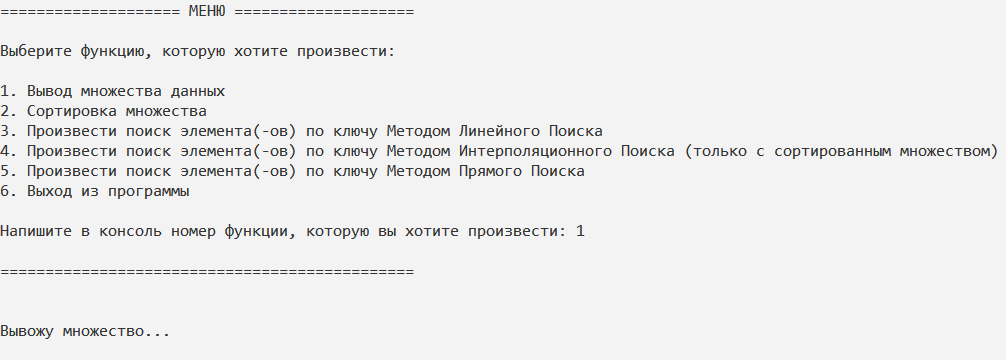 ==================== МЕНЮ ====================
Выберите функцию, которую хотите произвести:
1. Вывод множества данных
2. Сортировка множества
3. Произвести поиск элемента(-ов) по ключу Методом Линейного Поиска
4. Произвести поиск элемента(-ов) по ключу Методом Интерполяционного Поиска (только с сортированным множеством)
5. Произвести поиск элемента(-ов) по ключу Методом Прямого Поиска
6. Выход из программы
Напишите в консоль номер функции, которую вы хотите произвести: 1
==============================================
Вывожу множество...